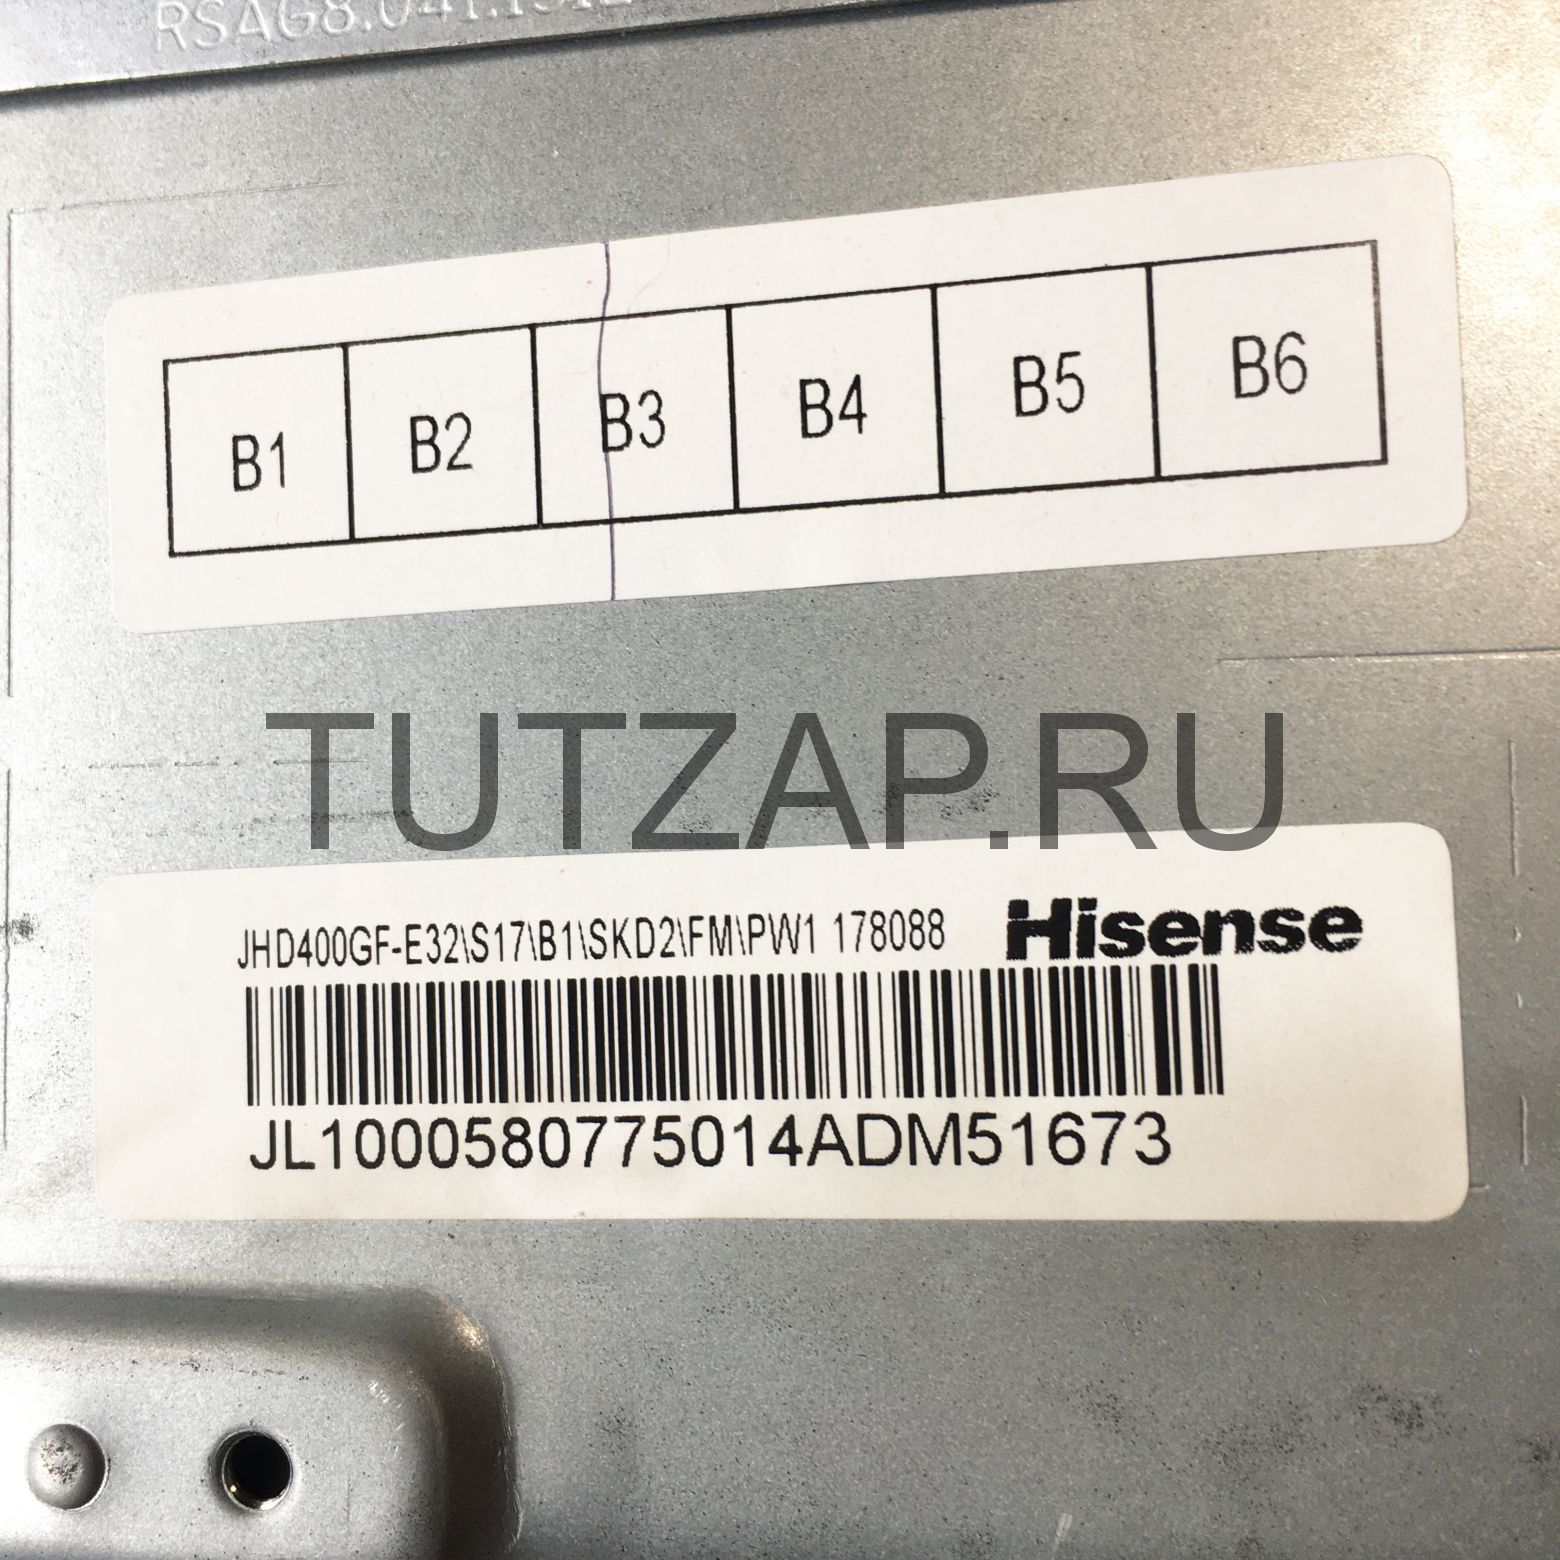 B1 B2 B3 B4 B5 B6
TUTZAP.RU
JHD400GF-E32\S17\B1\SKD2\FM\PW1 178088 Hisense
JL1000580775014ADM51673